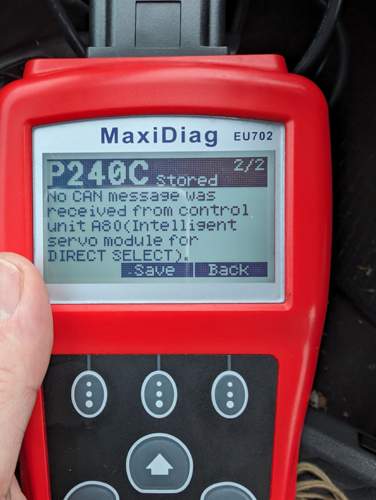 MaxiDiag EU702
P240C Stored 2/2
No CAN message was
received from control
unit A80(Intelligent
servo module for
DIRECT SELECT).
Save Back